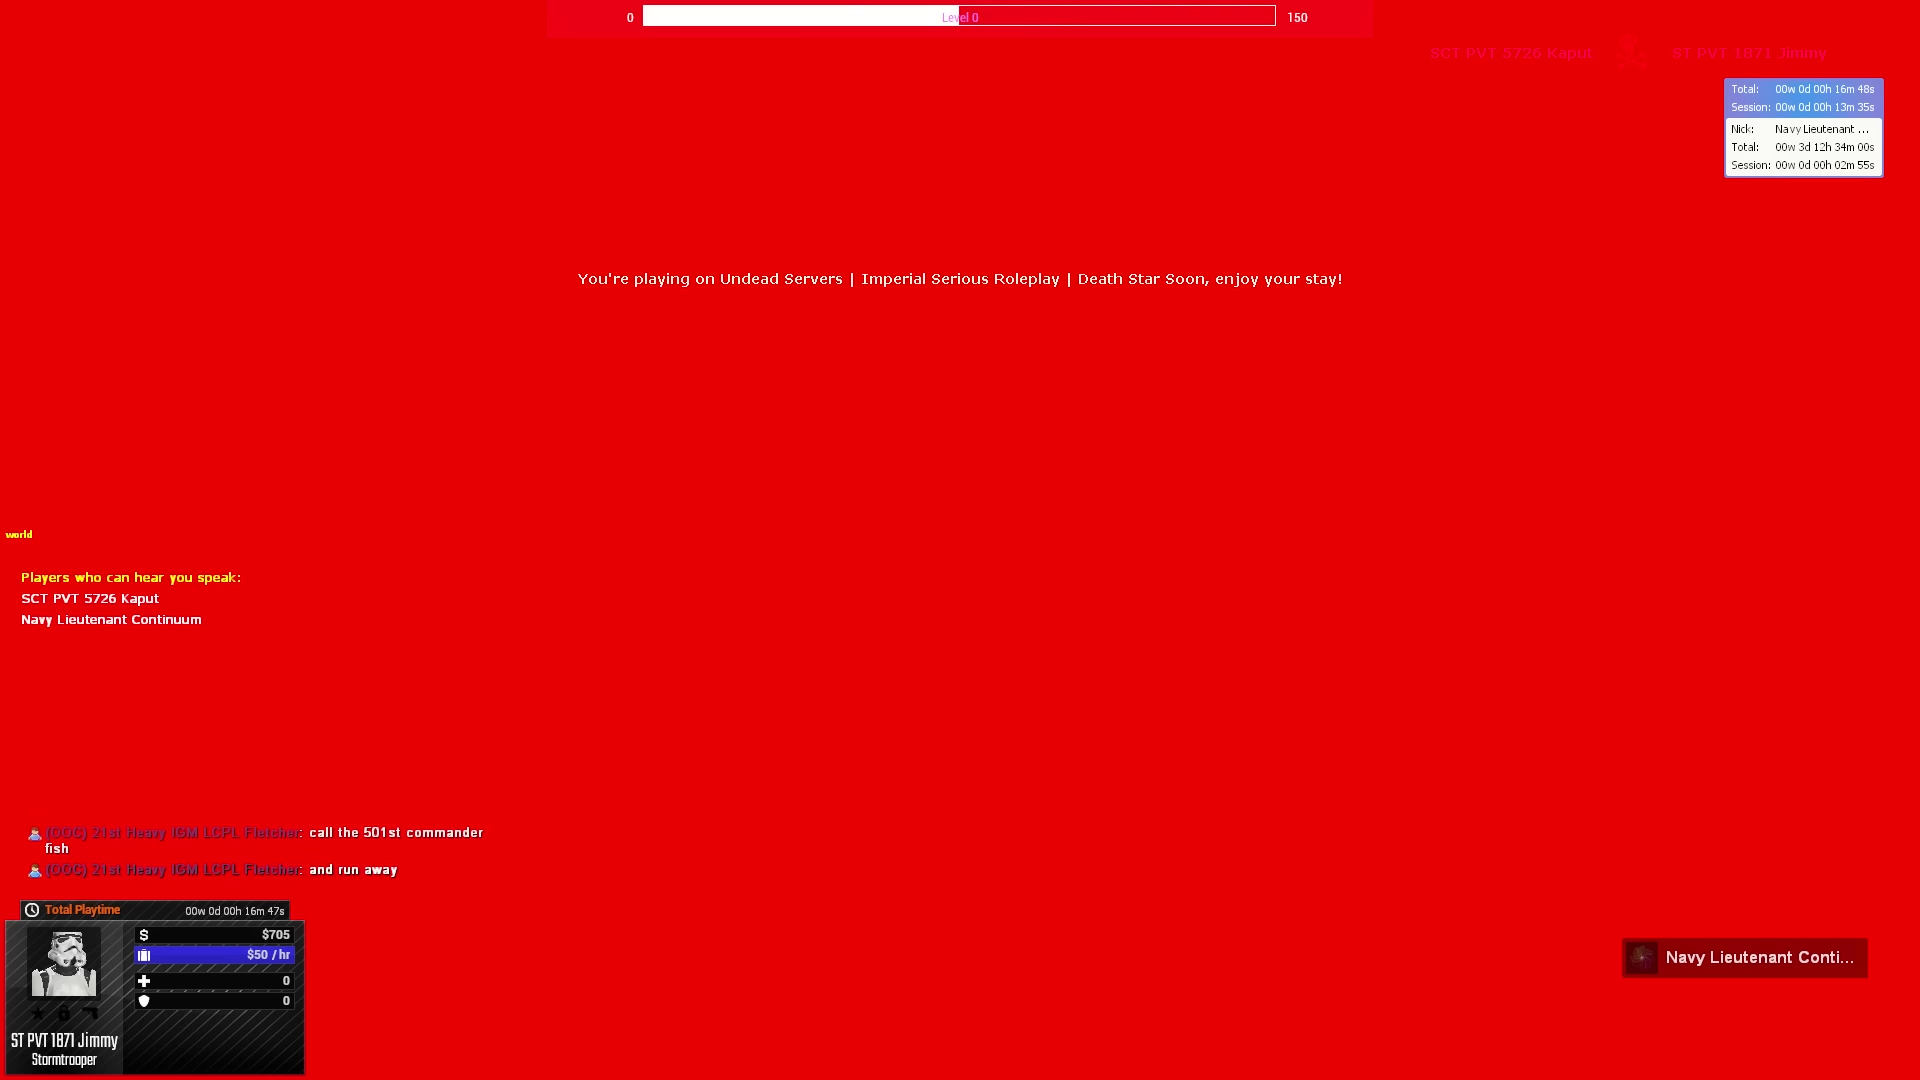 0
Level 0
150
SCT PVT 5726 Kaput
ST PVT 1871 Jimmy
Total: 00w 0d 00h 16m 48s
Session: 00w 0d 00h 13m 35s
Nick: Navy Lieutenant ...
Total: 00w 3d 12h 34m 00s
Session: 00w 0d 00h 02m 55s
You're playing on Undead Servers | Imperial Serious Roleplay | Death Star Soon, enjoy your stay!
world
Players who can hear you speak:
SCT PVT 5726 Kaput
Navy Lieutenant Continuum
(OOC) 21st Heavy IGM LCPL Fletcher: call the 501st commander
fish
(OOC) 21st Heavy IGM LCPL Fletcher: and run away
Total Playtime 00w 0d 00h 16m 47s
$ $705
$50 /hr
0
0
ST PVT 1871 Jimmy
Stormtrooper
Navy Lieutenant Conti...